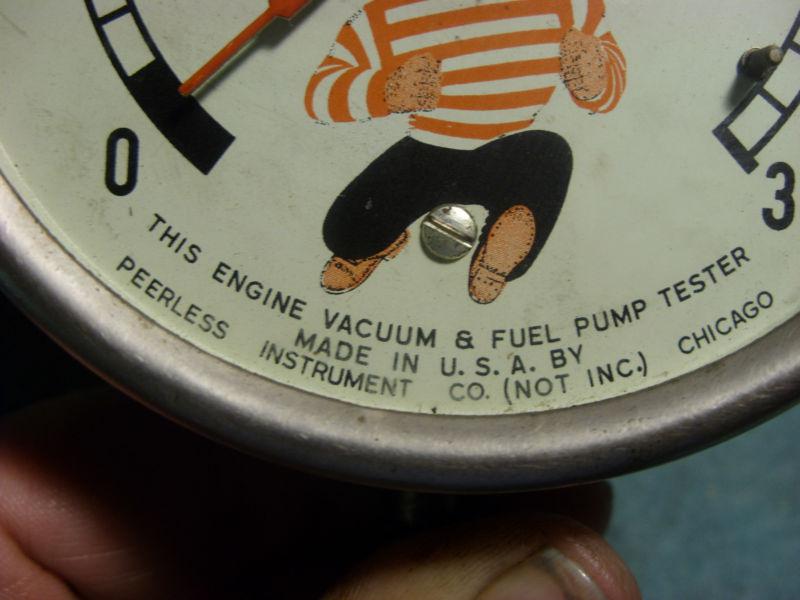 0
3
THIS ENGINE VACUUM & FUEL PUMP TESTER
MADE IN U.S.A. BY
PEERLESS INSTRUMENT CO. (NOT INC.) CHICAGO